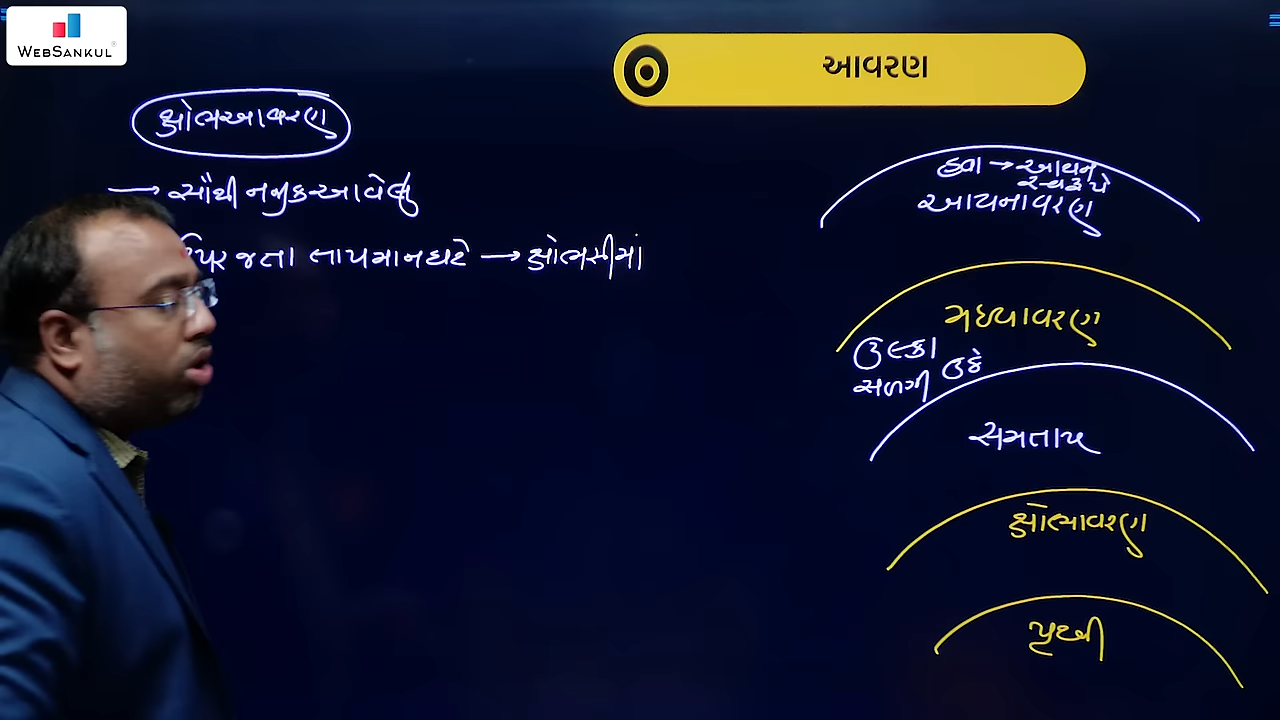 WEBSANKUL
આવરણ
ક્ષોભઆવરણ
→ સૌથી નજીક આવેલું
ઉપર જતા તાપમાન ઘટે → ક્ષોભસીમા
હવા → આયન
સ્વરૂપે
આયનાવરણ
મધ્યાવરણ
ઉલ્કા
સળગી ઉઠે
સમતાપ
ક્ષોભાવરણ
પૃથ્વી